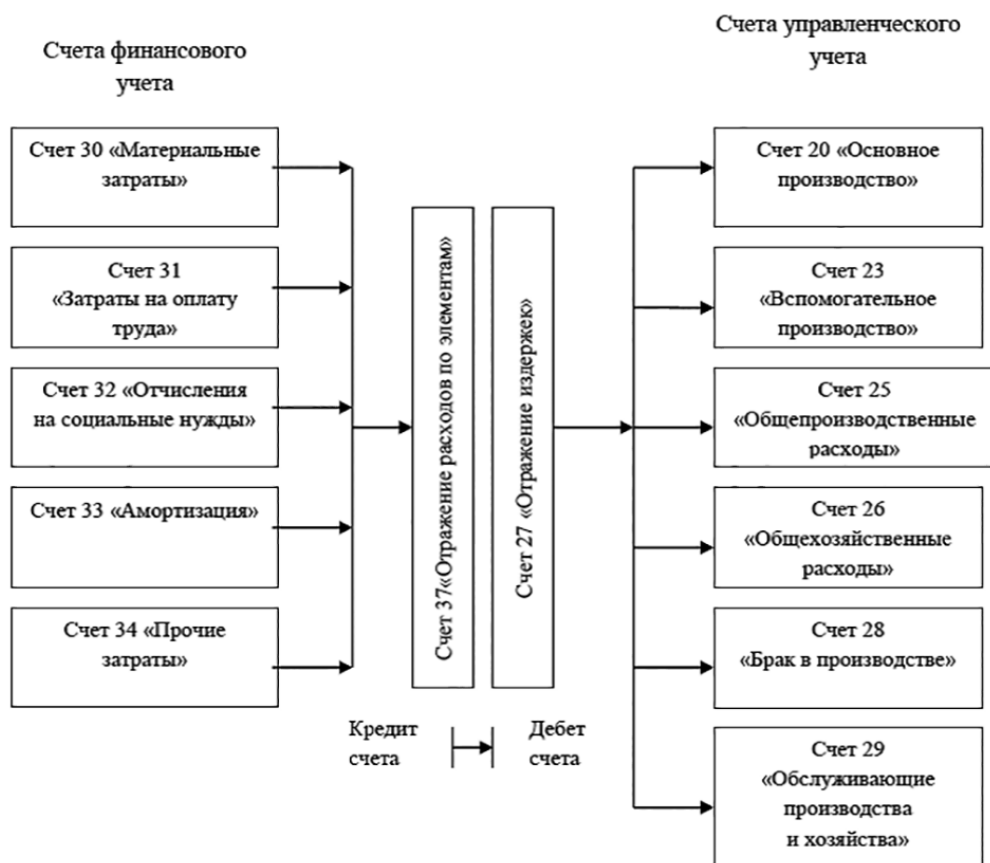 Счета финансового
учета
Счет 30 «Материальные
затраты»
Счет 31
«Затраты на оплату
труда»
Счет 32 «Отчисления
на социальные нужды»
Счет 33 «Амортизация»
Счет 34 «Прочие
затраты»
Счет 37«Отражение расходов по элементам»
Счет 27 «Отражение издержек»
Кредит
счета
Дебет
счета
Счета управленческого
учета
Счет 20 «Основное
производство»
Счет 23
«Вспомогательное
производство»
Счет 25
«Общепроизводственные
расходы»
Счет 26
«Общехозяйственные
расходы»
Счет 28
«Брак в производстве»
Счет 29
«Обслуживающие
производства
и хозяйства»